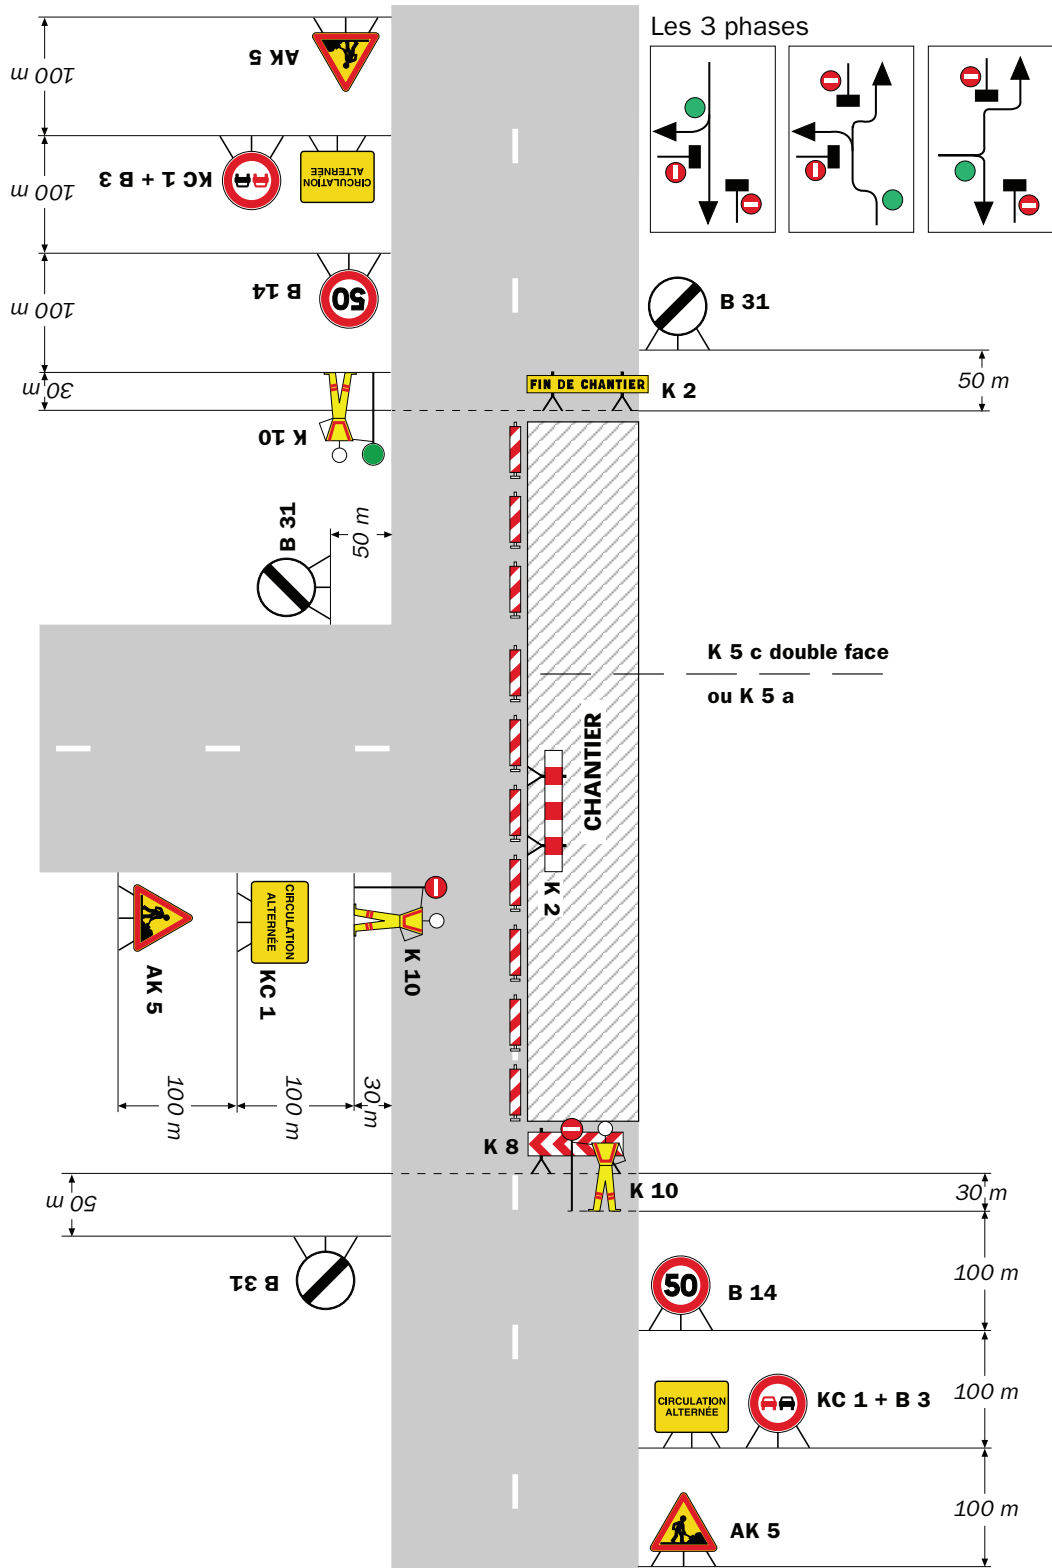 Les 3 phases
AK 5
100 m
KC 1 + B 3
CIRCULATION
ALTERNÉE
100 m
B 14
50
100 m
B 31
FIN DE CHANTIER
K 2
50 m
30 m
K 10
B 31
50 m
K 5 c double face
ou K 5 a
CHANTIER
K 2
AK 5
CIRCULATION
ALTERNÉE
KC 1
K 10
100 m
100 m
30 m
K 8
K 10
30 m
50 m
B 31
50
B 14
100 m
CIRCULATION
ALTERNÉE
KC 1 + B 3
100 m
AK 5
100 m